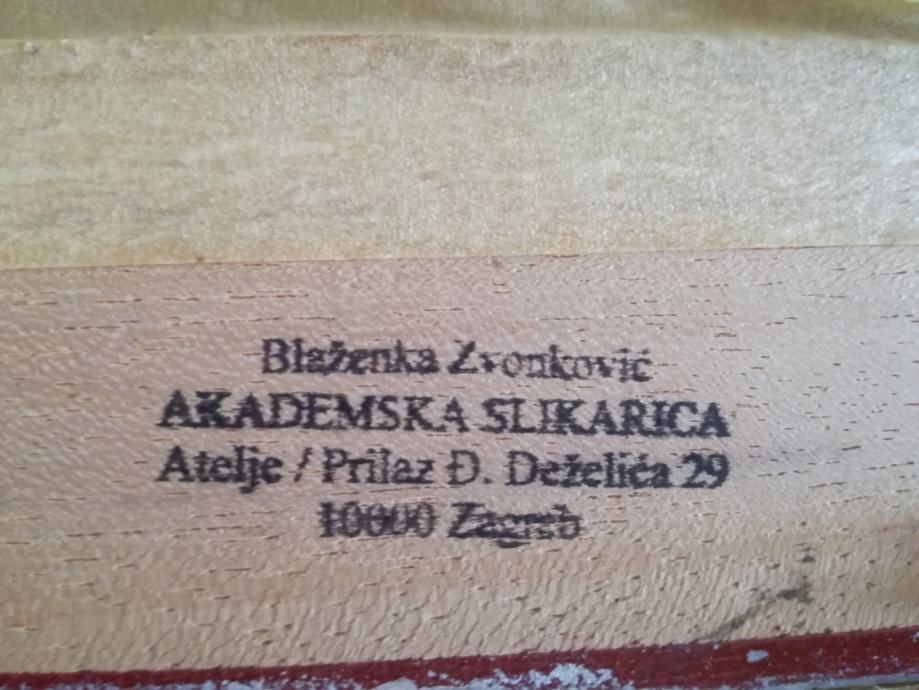 Blaženka Zvonković
AKADEMSKA SLIKARICA
Atelje / Prilaz Đ. Deželića 29
10000 Zagreb